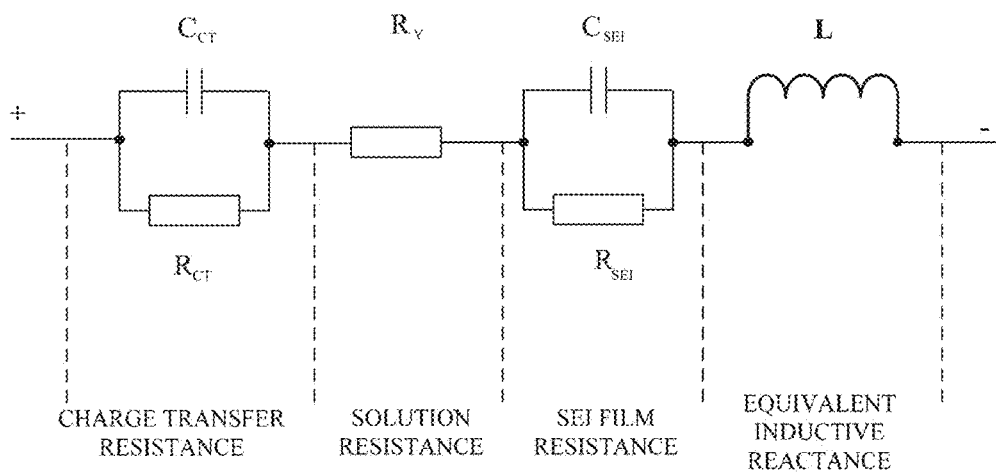 C_CT R_Y C_SEI L
+ -
R_CT R_SEI
CHARGE TRANSFER RESISTANCE
SOLUTION RESISTANCE
SEI FILM RESISTANCE
EQUIVALENT INDUCTIVE REACTANCE